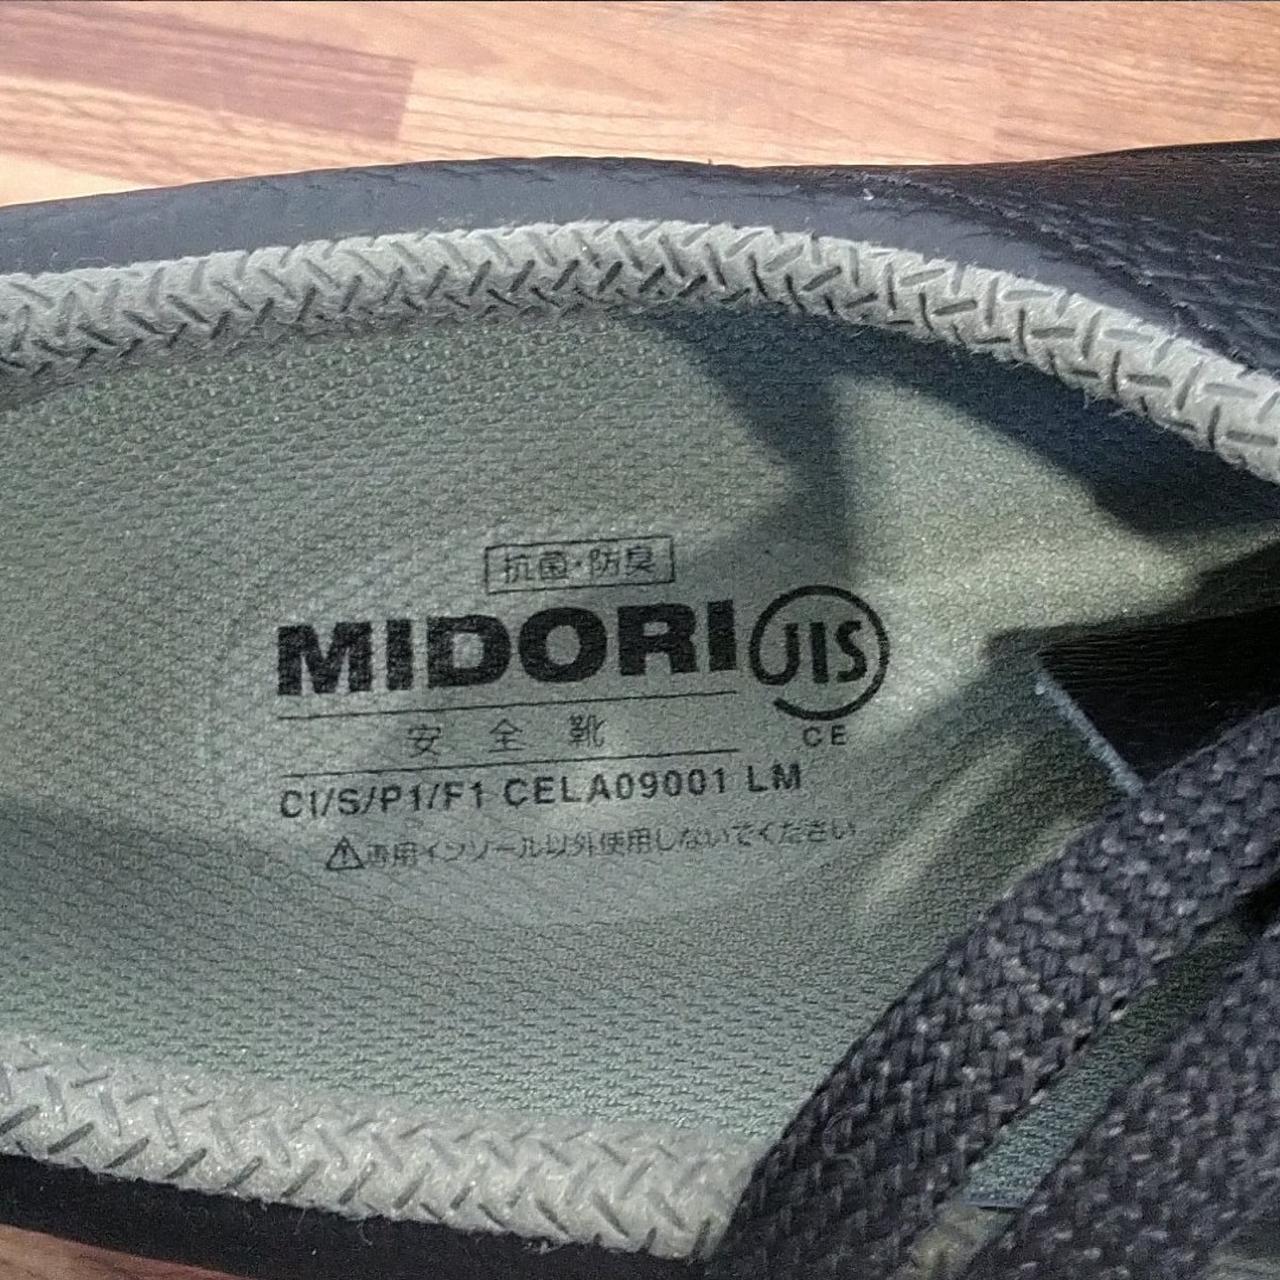 抗菌・防臭
MIDORI JIS
安全靴 CE
CI/S/P1/F1 CELA09001 LM
⚠専用インソール以外使用しないでください